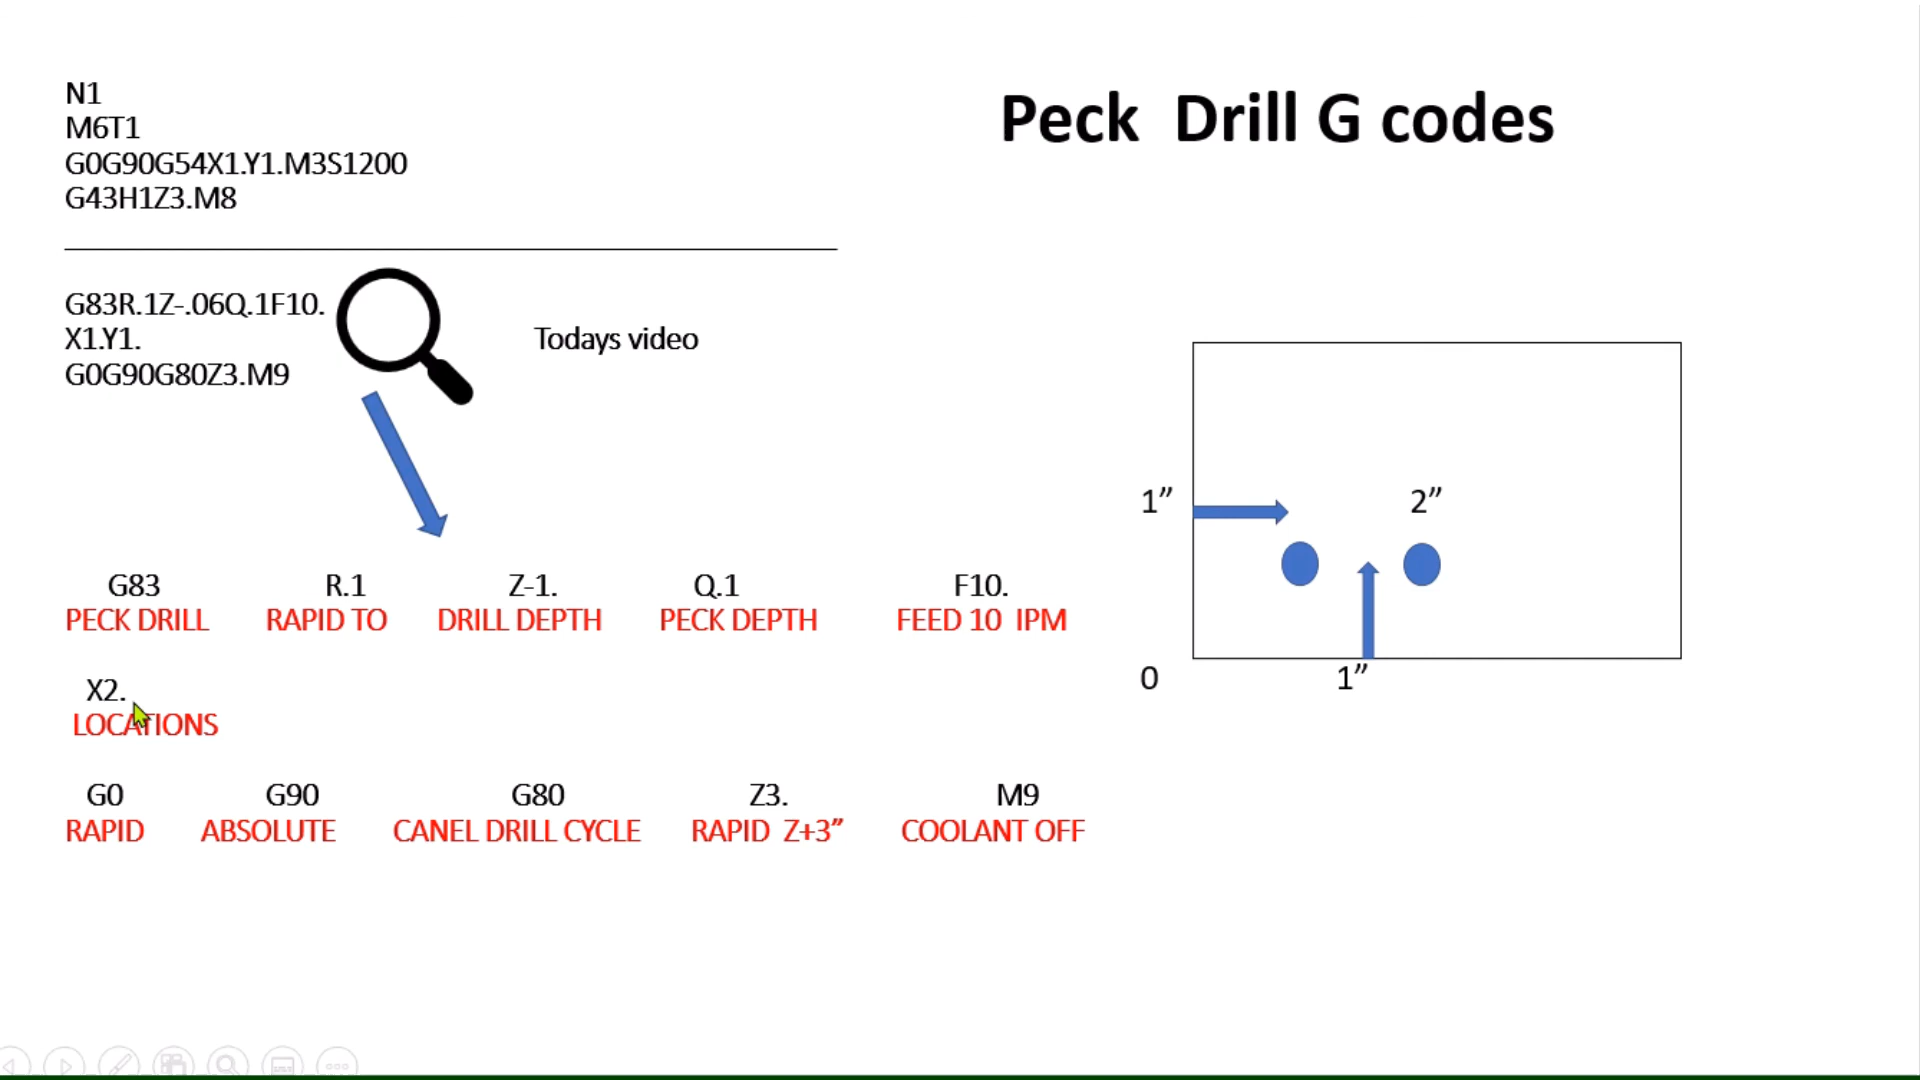 Peck Drill G codes
N1
M6T1
G0G90G54X1.Y1.M3S1200
G43H1Z3.M8
G83R.1Z-.06Q.1F10.
X1.Y1.
G0G90G80Z3.M9
Todays video
G83 R.1 Z-1. Q.1 F10.
PECK DRILL RAPID TO DRILL DEPTH PECK DEPTH FEED 10 IPM
X2.
LOCATIONS
G0 G90 G80 Z3. M9
RAPID ABSOLUTE CANEL DRILL CYCLE RAPID Z+3” COOLANT OFF
1” 2”
0 1”